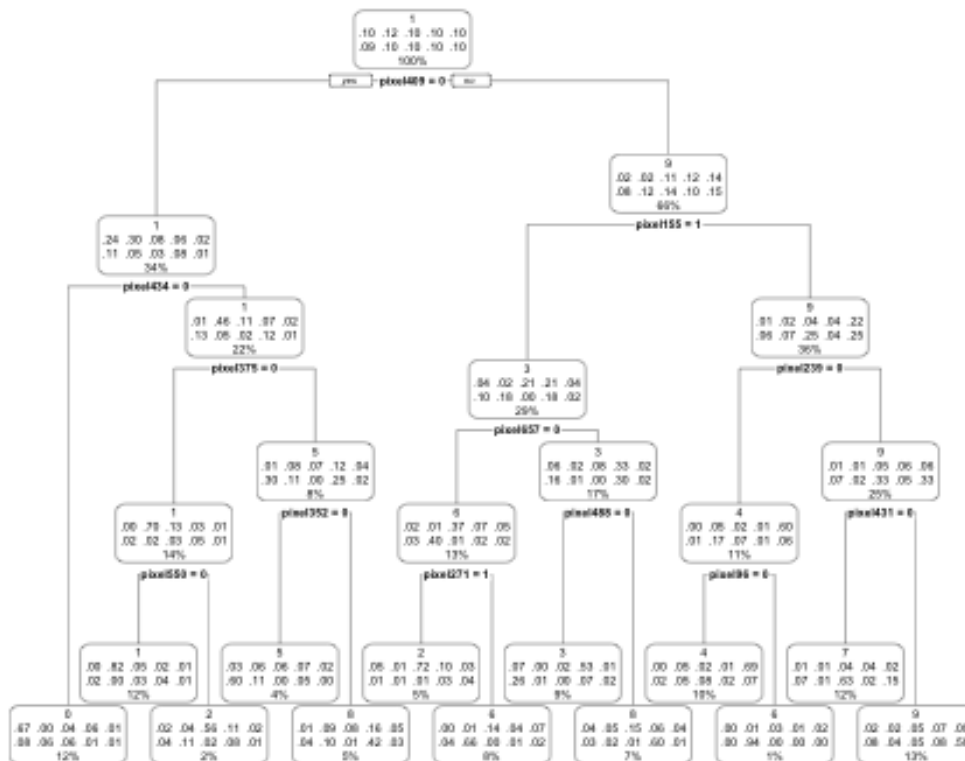 1
.10 .12 .10 .10 .10
.09 .10 .10 .10 .10
100%
yes pixel409 = 0 no
9
.02 .02 .11 .12 .14
.08 .12 .14 .10 .15
66%
pixel155 = 1
1
.24 .30 .08 .06 .02
.11 .05 .03 .08 .01
34%
pixel434 = 0
1
.01 .46 .11 .07 .02
.13 .05 .02 .12 .01
22%
pixel375 = 0
9
.01 .02 .04 .04 .22
.06 .07 .25 .04 .25
36%
pixel239 = 0
3
.04 .02 .21 .21 .04
.10 .18 .00 .18 .02
29%
pixel657 = 0
5
.01 .08 .07 .12 .04
.30 .11 .00 .25 .02
8%
pixel352 = 0
3
.06 .02 .08 .33 .02
.16 .01 .00 .30 .02
17%
pixel488 = 0
9
.01 .01 .05 .06 .06
.07 .02 .33 .05 .33
25%
pixel431 = 0
1
.00 .70 .13 .03 .01
.02 .02 .03 .05 .01
14%
pixel550 = 0
6
.02 .01 .37 .07 .05
.03 .40 .01 .02 .02
13%
pixel271 = 1
4
.00 .05 .02 .01 .60
.01 .17 .07 .01 .06
11%
pixel96 = 0
1
.00 .82 .05 .02 .01
.02 .00 .03 .04 .01
12%
5
.03 .06 .06 .07 .02
.60 .11 .00 .05 .00
4%
2
.05 .01 .72 .10 .03
.01 .01 .01 .03 .04
5%
3
.07 .00 .02 .53 .01
.26 .01 .00 .07 .02
9%
4
.00 .05 .02 .01 .69
.02 .05 .08 .02 .07
10%
7
.01 .01 .04 .04 .02
.07 .01 .63 .02 .15
12%
0
.67 .00 .04 .06 .01
.08 .06 .06 .01 .01
12%
2
.02 .04 .56 .11 .02
.04 .11 .02 .08 .01
2%
8
.01 .09 .08 .16 .05
.04 .10 .01 .42 .03
5%
6
.00 .01 .14 .04 .07
.04 .66 .00 .01 .02
8%
8
.04 .05 .15 .06 .04
.03 .02 .01 .60 .01
7%
6
.00 .01 .03 .01 .02
.00 .94 .00 .00 .00
1%
9
.02 .02 .05 .07
.08 .04 .05 .08
13%